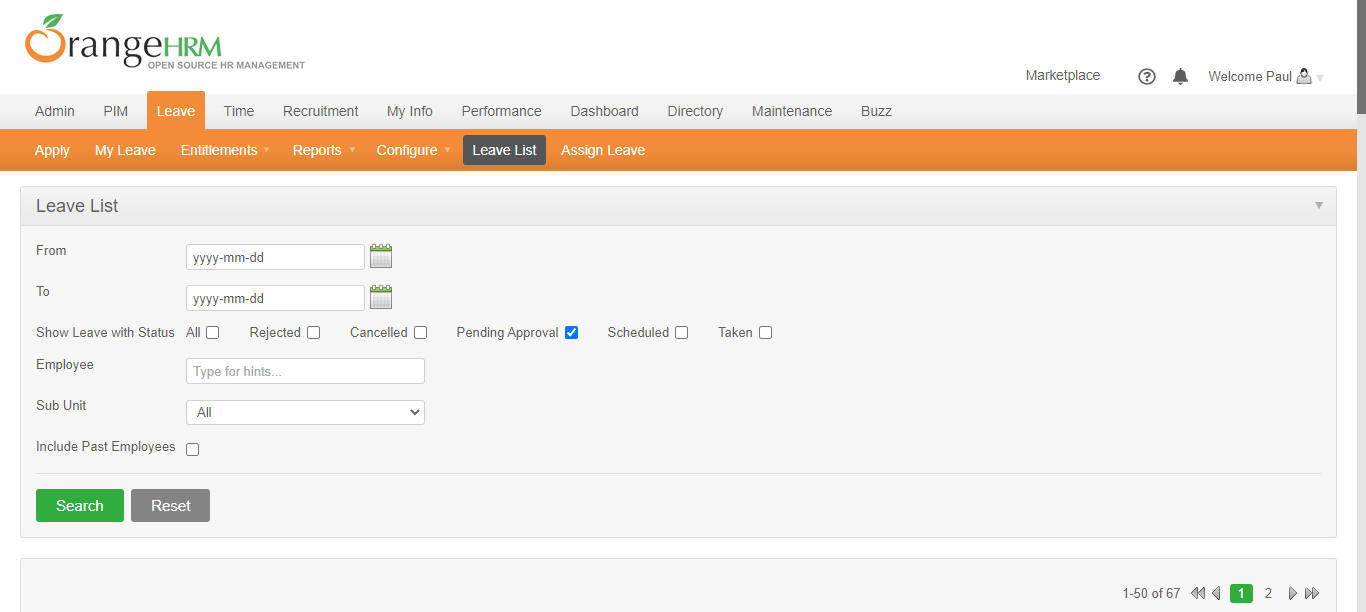 OrangeHRM
OPEN SOURCE HR MANAGEMENT
Marketplace ? Welcome Paul
Admin PIM Leave Time Recruitment My Info Performance Dashboard Directory Maintenance Buzz
Apply My Leave Entitlements Reports Configure Leave List Assign Leave
Leave List
From yyyy-mm-dd
To yyyy-mm-dd
Show Leave with Status All Rejected Cancelled Pending Approval Scheduled Taken
Employee Type for hints...
Sub Unit All
Include Past Employees
Search Reset
1-50 of 67 1 2